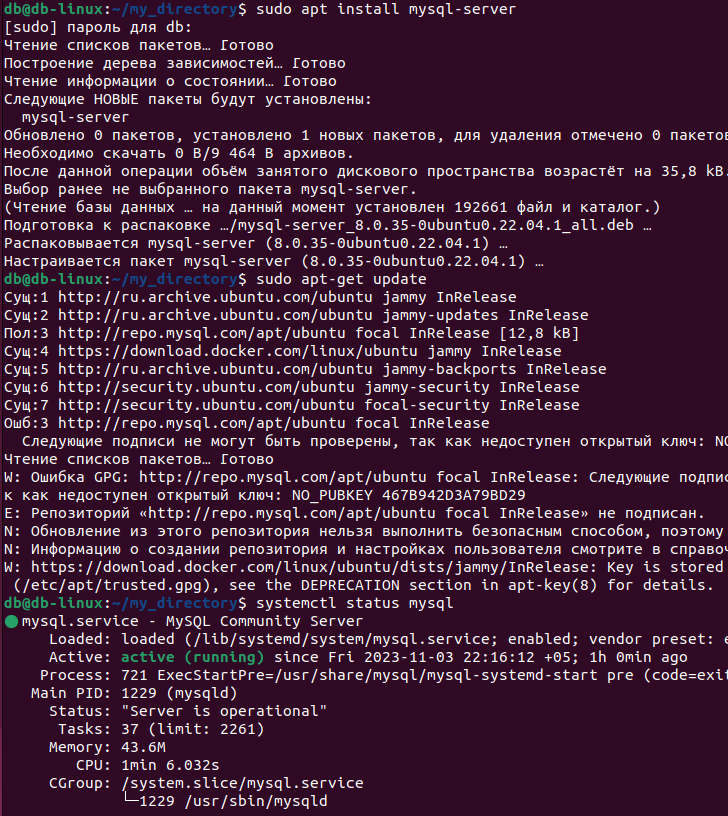 db@db-linux:~/my_directory$ sudo apt install mysql-server
[sudo] пароль для db:
Чтение списков пакетов… Готово
Построение дерева зависимостей… Готово
Чтение информации о состоянии… Готово
Следующие НОВЫЕ пакеты будут установлены:
mysql-server
Обновлено 0 пакетов, установлено 1 новых пакетов, для удаления отмечено 0 пакетов
Необходимо скачать 0 B/9 464 B архивов.
После данной операции объём занятого дискового пространства возрастёт на 35,8 kB.
Выбор ранее не выбранного пакета mysql-server.
(Чтение базы данных … на данный момент установлен 192661 файл и каталог.)
Подготовка к распаковке …/mysql-server_8.0.35-0ubuntu0.22.04.1_all.deb …
Распаковывается mysql-server (8.0.35-0ubuntu0.22.04.1) …
Настраивается пакет mysql-server (8.0.35-0ubuntu0.22.04.1) …
db@db-linux:~/my_directory$ sudo apt-get update
Сущ:1 http://ru.archive.ubuntu.com/ubuntu jammy InRelease
Сущ:2 http://ru.archive.ubuntu.com/ubuntu jammy-updates InRelease
Пол:3 http://repo.mysql.com/apt/ubuntu focal InRelease [12,8 kB]
Сущ:4 https://download.docker.com/linux/ubuntu jammy InRelease
Сущ:5 http://ru.archive.ubuntu.com/ubuntu jammy-backports InRelease
Сущ:6 http://security.ubuntu.com/ubuntu jammy-security InRelease
Сущ:7 http://security.ubuntu.com/ubuntu focal-security InRelease
Ошб:3 http://repo.mysql.com/apt/ubuntu focal InRelease
Следующие подписи не могут быть проверены, так как недоступен открытый ключ: NO
Чтение списков пакетов… Готово
W: Ошибка GPG: http://repo.mysql.com/apt/ubuntu focal InRelease: Следующие подпис
к как недоступен открытый ключ: NO_PUBKEY 467B942D3A79BD29
E: Репозиторий «http://repo.mysql.com/apt/ubuntu focal InRelease» не подписан.
N: Обновление из этого репозитория нельзя выполнить безопасным способом, поэтому
N: Информацию о создании репозитория и настройках пользователя смотрите в справоч
W: https://download.docker.com/linux/ubuntu/dists/jammy/InRelease: Key is stored
(/etc/apt/trusted.gpg), see the DEPRECATION section in apt-key(8) for details.
db@db-linux:~/my_directory$ systemctl status mysql
mysql.service - MySQL Community Server
Loaded: loaded (/lib/systemd/system/mysql.service; enabled; vendor preset: e
Active: active (running) since Fri 2023-11-03 22:16:12 +05; 1h 0min ago
Process: 721 ExecStartPre=/usr/share/mysql/mysql-systemd-start pre (code=exit
Main PID: 1229 (mysqld)
Status: "Server is operational"
Tasks: 37 (limit: 2261)
Memory: 43.6M
CPU: 1min 6.032s
CGroup: /system.slice/mysql.service
└─1229 /usr/sbin/mysqld